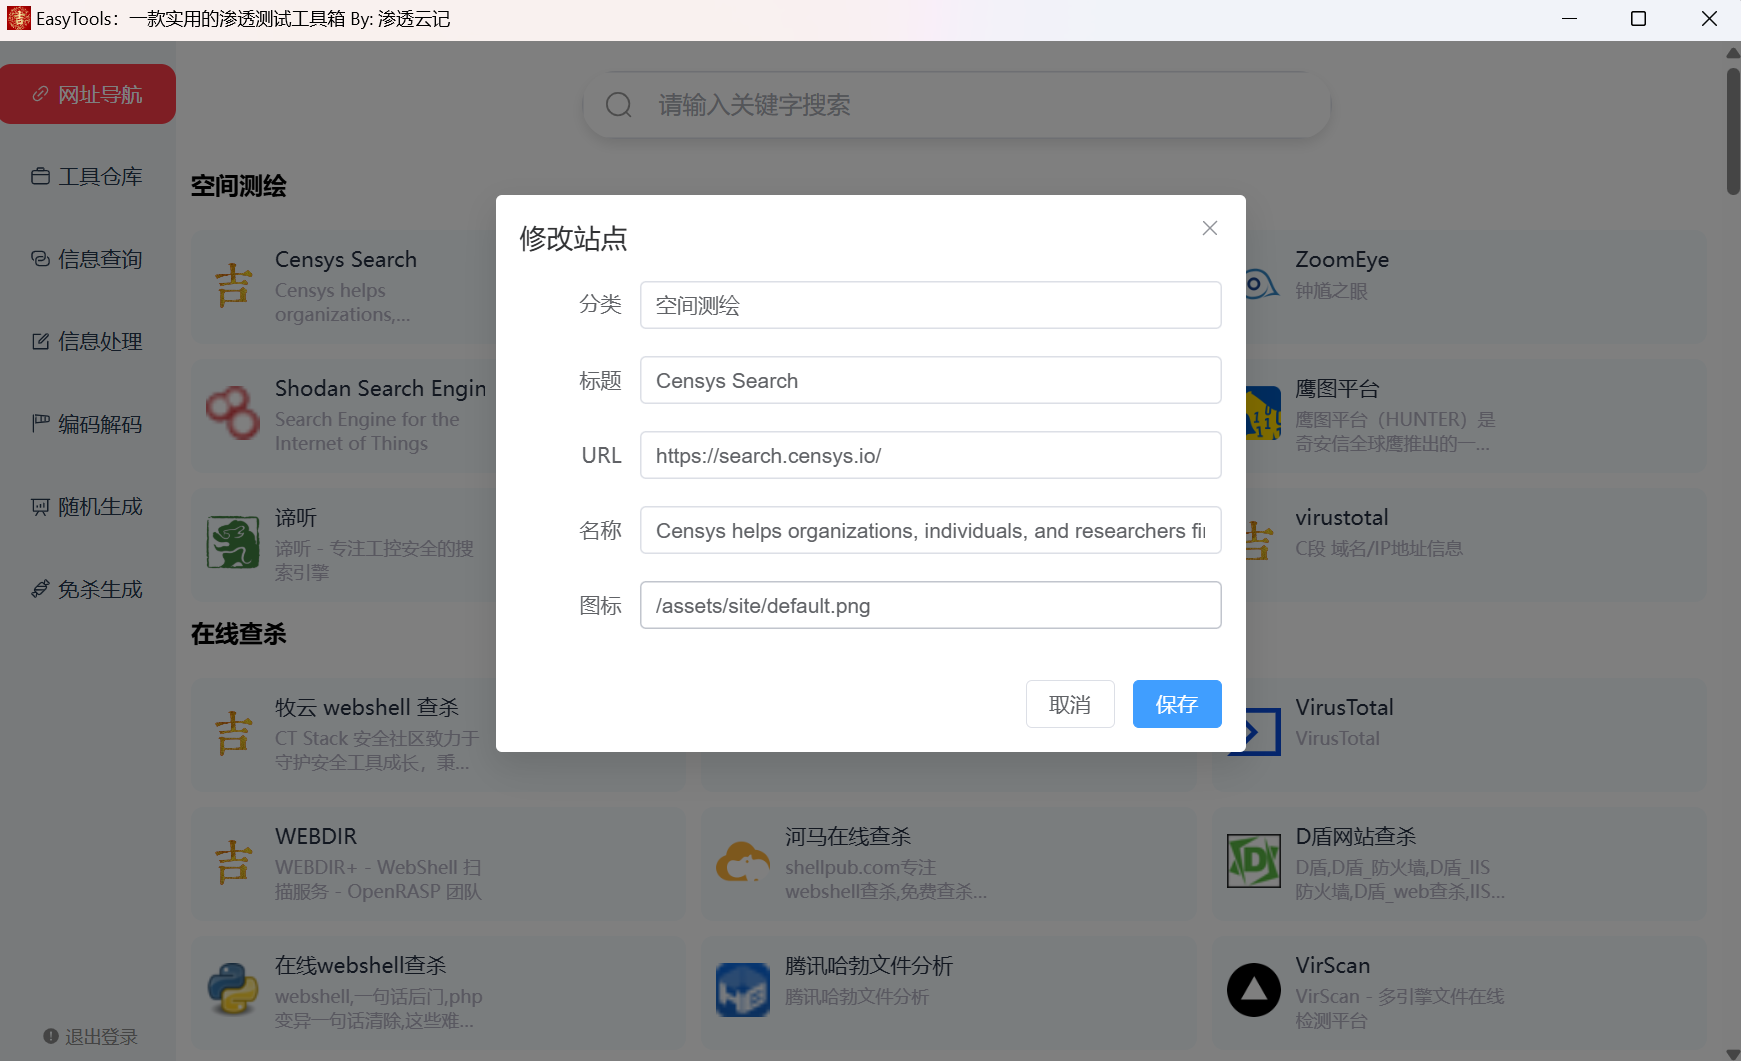 EasyTools：一款实用的渗透测试工具箱 By: 渗透云记
网址导航
工具仓库
信息查询
信息处理
编码解码
随机生成
免杀生成
退出登录
请输入关键字搜索
空间测绘
Censys Search
Censys helps
organizations,...
ZoomEye
钟馗之眼
Shodan Search Engin
Search Engine for the
Internet of Things
鹰图平台
鹰图平台（HUNTER）是
奇安信全球鹰推出的一...
谛听
谛听 - 专注工控安全的搜
索引擎
virustotal
C段 域名/IP地址信息
修改站点
分类
空间测绘
标题
Censys Search
URL
https://search.censys.io/
名称
Censys helps organizations, individuals, and researchers fi
图标
/assets/site/default.png
取消
保存
在线查杀
牧云 webshell 查杀
CT Stack 安全社区致力于
守护安全工具成长，秉...
VirusTotal
VirusTotal
WEBDIR
WEBDIR+ - WebShell 扫
描服务 - OpenRASP 团队
河马在线查杀
shellpub.com专注
webshell查杀,免费查杀...
D盾网站查杀
D盾,D盾_防火墙,D盾_IIS
防火墙,D盾_web查杀,IIS...
在线webshell查杀
webshell,一句话后门,php
变异一句话清除,这些难...
腾讯哈勃文件分析
腾讯哈勃文件分析
VirScan
VirScan - 多引擎文件在线
检测平台